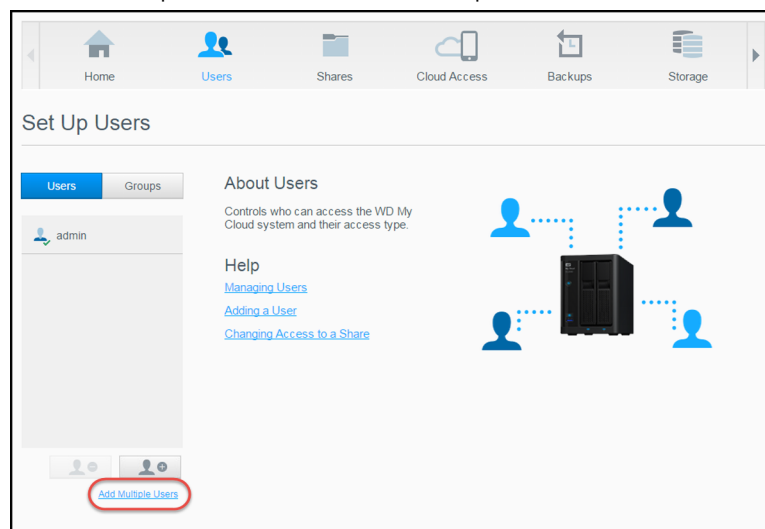 Home Users Shares Cloud Access Backups Storage
Set Up Users
Users Groups
admin
About Users
Controls who can access the WD My
Cloud system and their access type.
Help
Managing Users
Adding a User
Changing Access to a Share
Add Multiple Users